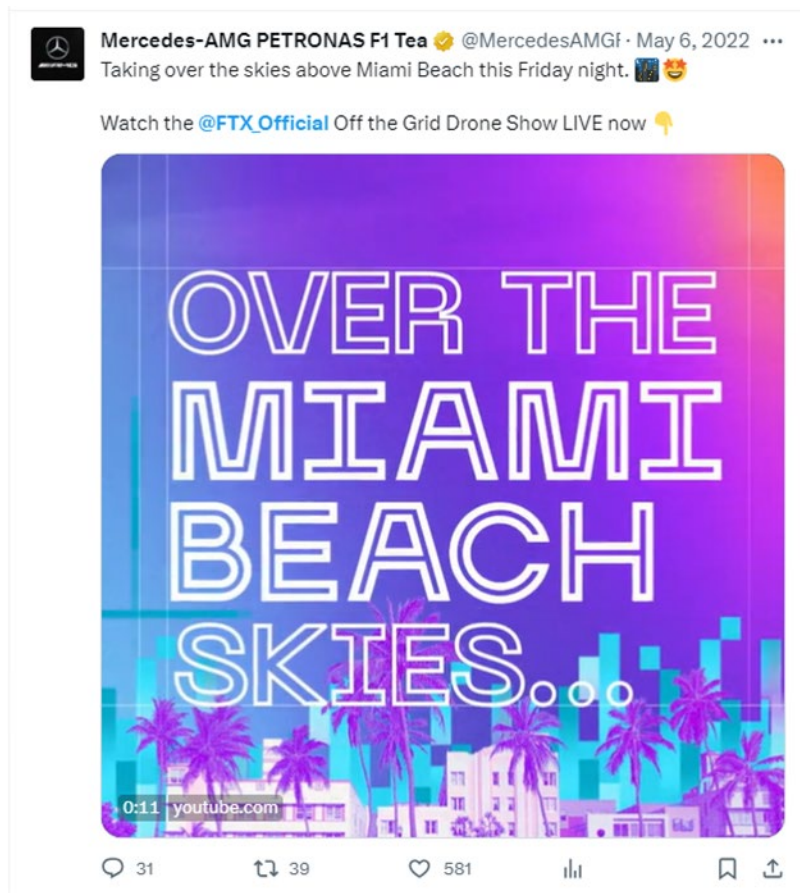 Mercedes-AMG PETRONAS F1 Tea @MercedesAMGF · May 6, 2022 ...
Taking over the skies above Miami Beach this Friday night. 🌃🤩
Watch the @FTX_Official Off the Grid Drone Show LIVE now 👇
OVER THE
MIAMI
BEACH
SKIES...
0:11 youtube.com
31 39 581